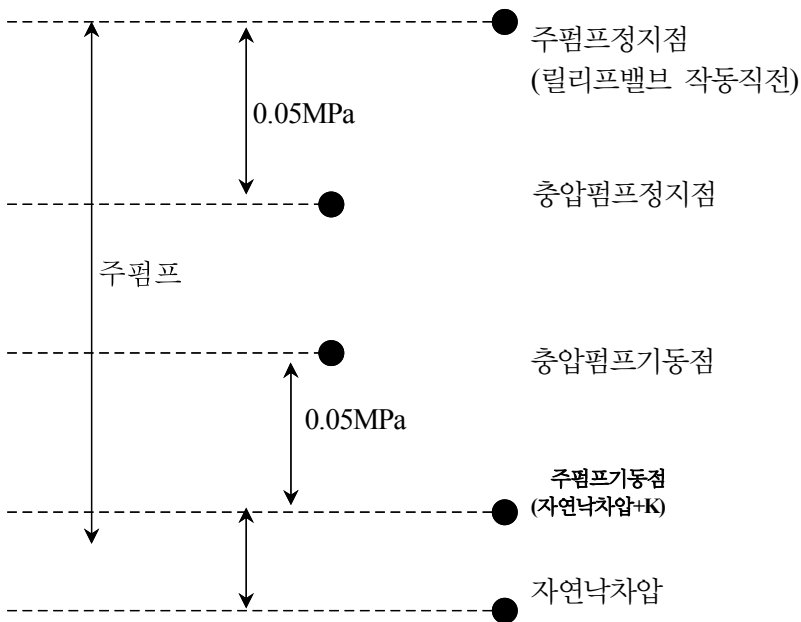 주펌프정지점
(릴리프밸브 작동직전)
0.05MPa
충압펌프정지점
주펌프
충압펌프기동점
0.05MPa
주펌프기동점
(자연낙차압+K)
자연낙차압